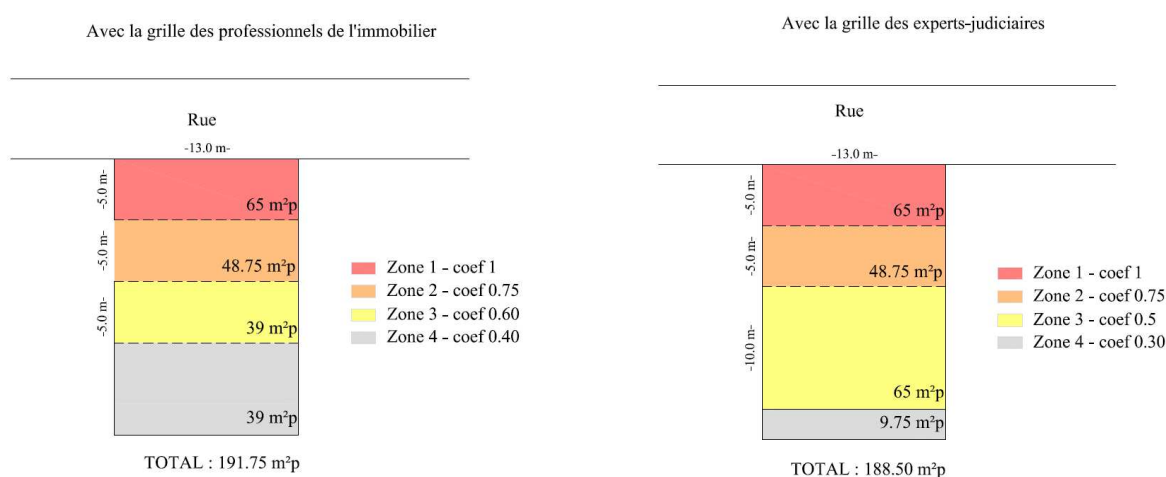 Avec la grille des professionnels de l'immobilier
Rue
-13.0 m-
-5.0 m-
65 m²p
-5.0 m-
48.75 m²p
-5.0 m-
39 m²p
39 m²p
TOTAL : 191.75 m²p
Zone 1 - coef 1
Zone 2 - coef 0.75
Zone 3 - coef 0.60
Zone 4 - coef 0.40
Avec la grille des experts-judiciaires
Rue
-13.0 m-
-5.0 m-
65 m²p
-5.0 m-
48.75 m²p
-10.0 m-
65 m²p
9.75 m²p
TOTAL : 188.50 m²p
Zone 1 - coef 1
Zone 2 - coef 0.75
Zone 3 - coef 0.5
Zone 4 - coef 0.30